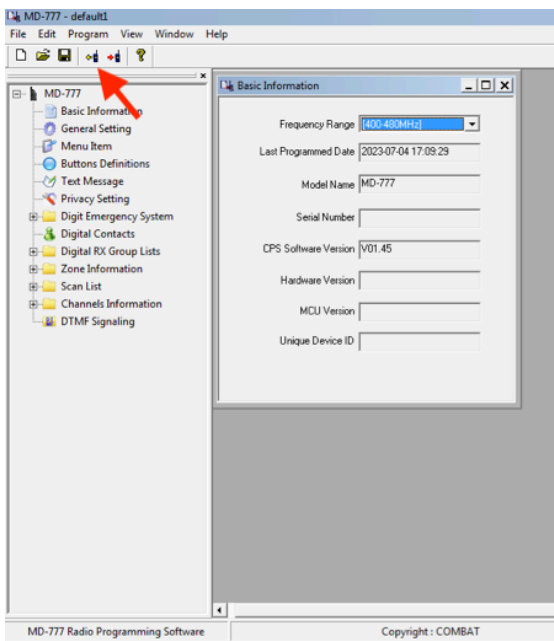 MD-777 - default1
File Edit Program View Window Help
MD-777
Basic Information
General Setting
Menu Item
Buttons Definitions
Text Message
Privacy Setting
Digit Emergency System
Digital Contacts
Digital RX Group Lists
Zone Information
Scan List
Channels Information
DTMF Signaling
Basic Information
Frequency Range [400-480MHz]
Last Programmed Date 2023-07-04 17:09:29
Model Name MD-777
Serial Number
CPS Software Version V01.45
Hardware Version
MCU Version
Unique Device ID
MD-777 Radio Programming Software
Copyright : COMBAT